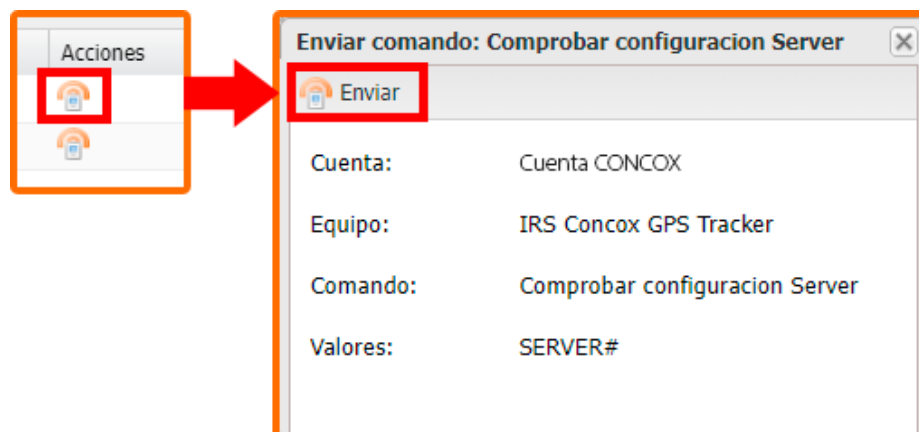 Acciones
Enviar comando: Comprobar configuracion Server
Enviar
Cuenta: Cuenta CONCOX
Equipo: IRS Concox GPS Tracker
Comando: Comprobar configuracion Server
Valores: SERVER#